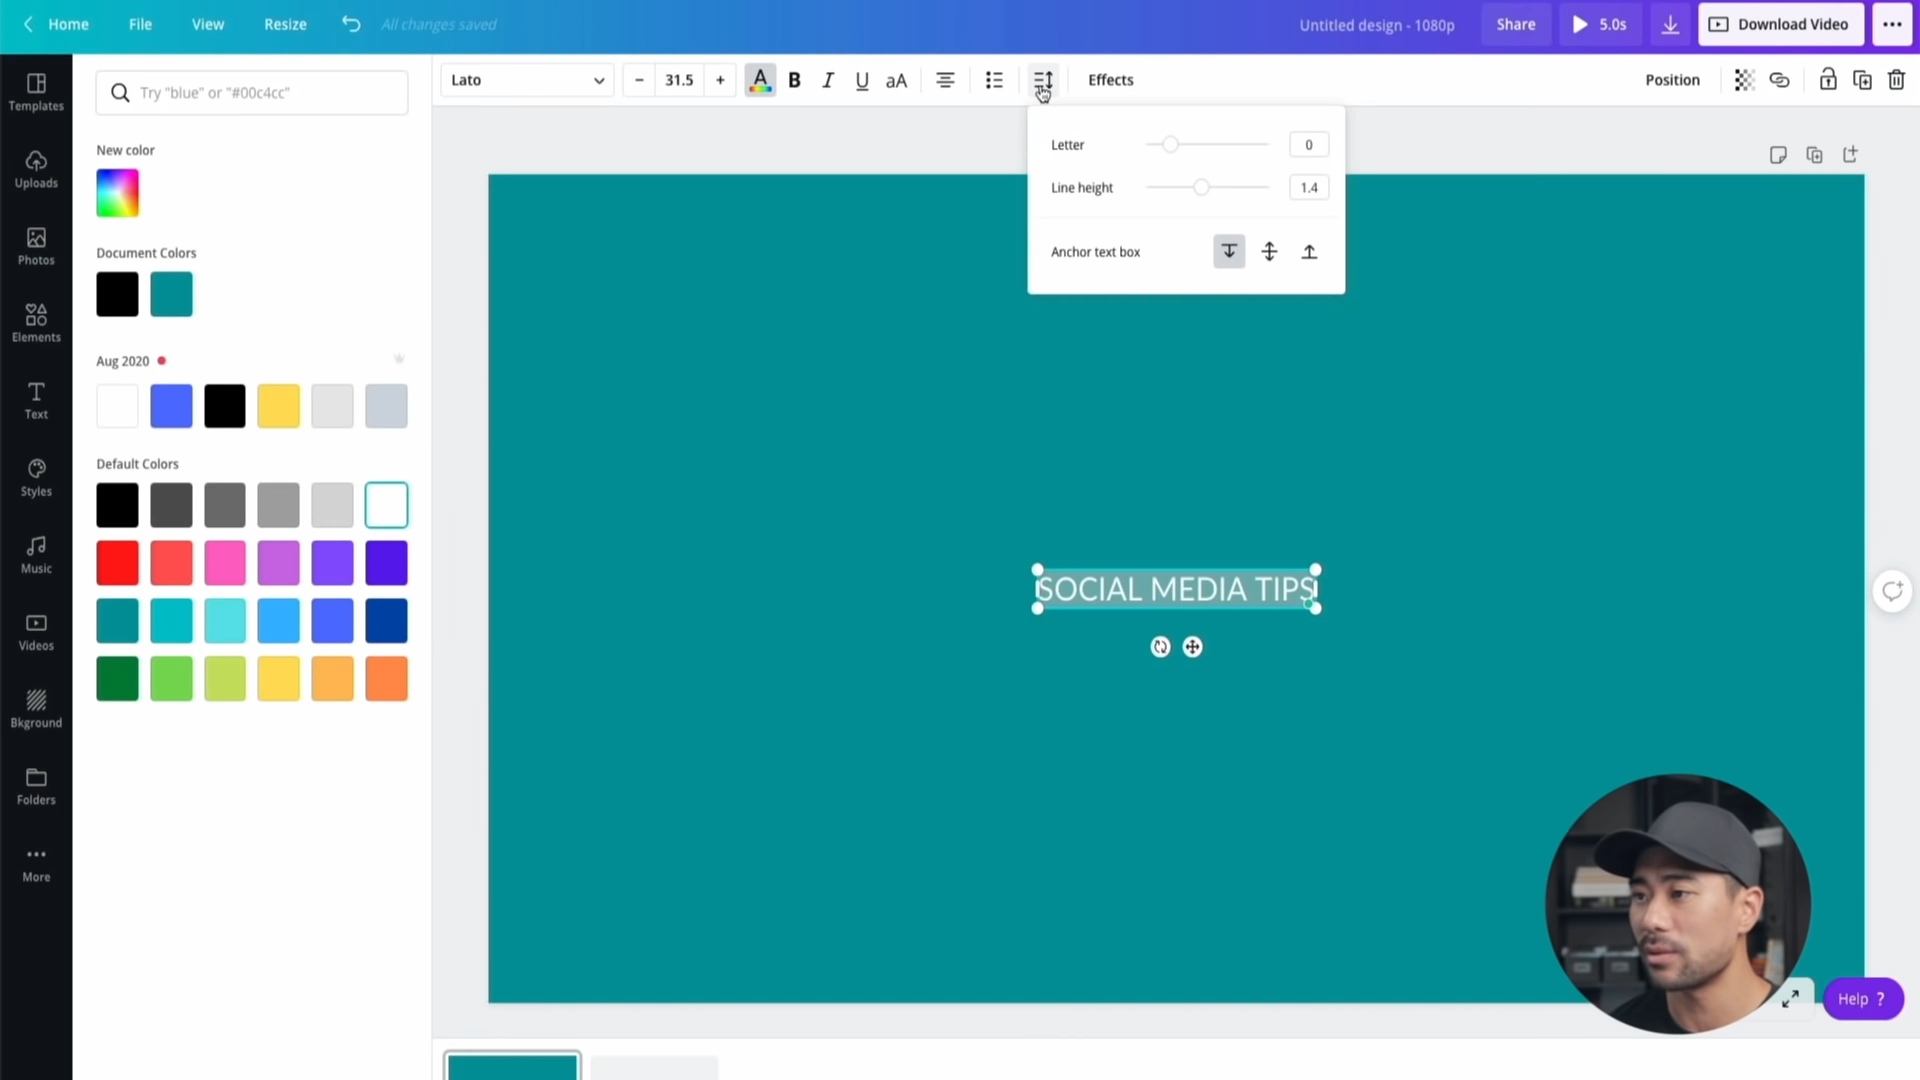 Home File View Resize All changes saved Untitled design - 1080p Share 5.0s Download Video
Templates
Uploads
Photos
Elements
Text
Styles
Music
Videos
Bkground
Folders
More
Try "blue" or "#00c4cc"
New color
Document Colors
Aug 2020
Default Colors
Lato − 31.5 + A B I U aA Effects Position
Letter 0
Line height 1.4
Anchor text box
SOCIAL MEDIA TIPS
Help ?